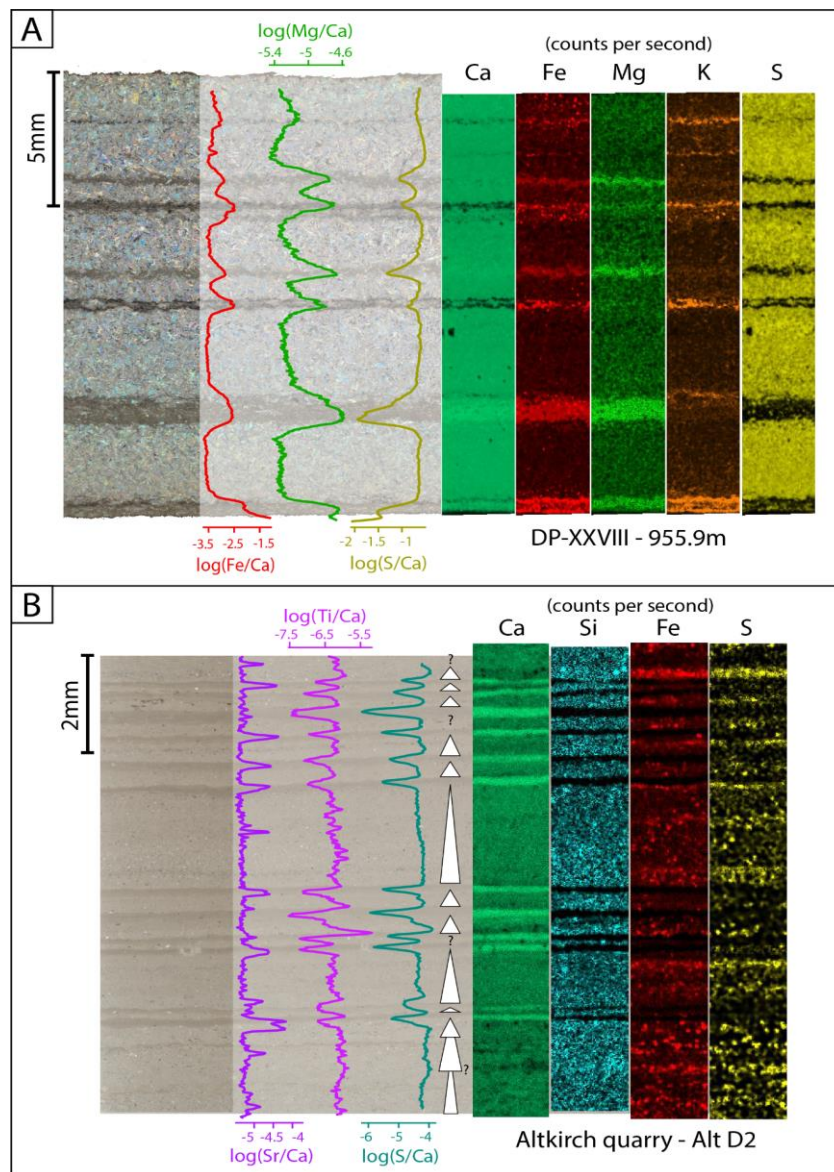 A
log(Mg/Ca)
-5.4 -5 -4.6
(counts per second)
Ca Fe Mg K S
5mm
-3.5 -2.5 -1.5
log(Fe/Ca)
-2 -1.5 -1
log(S/Ca)
DP-XXVIII - 955.9m
B
log(Ti/Ca)
-7.5 -6.5 -5.5
(counts per second)
Ca Si Fe S
2mm
?
?
?
?
-5 -4.5 -4
log(Sr/Ca)
-6 -5 -4
log(S/Ca)
Altkirch quarry - Alt D2